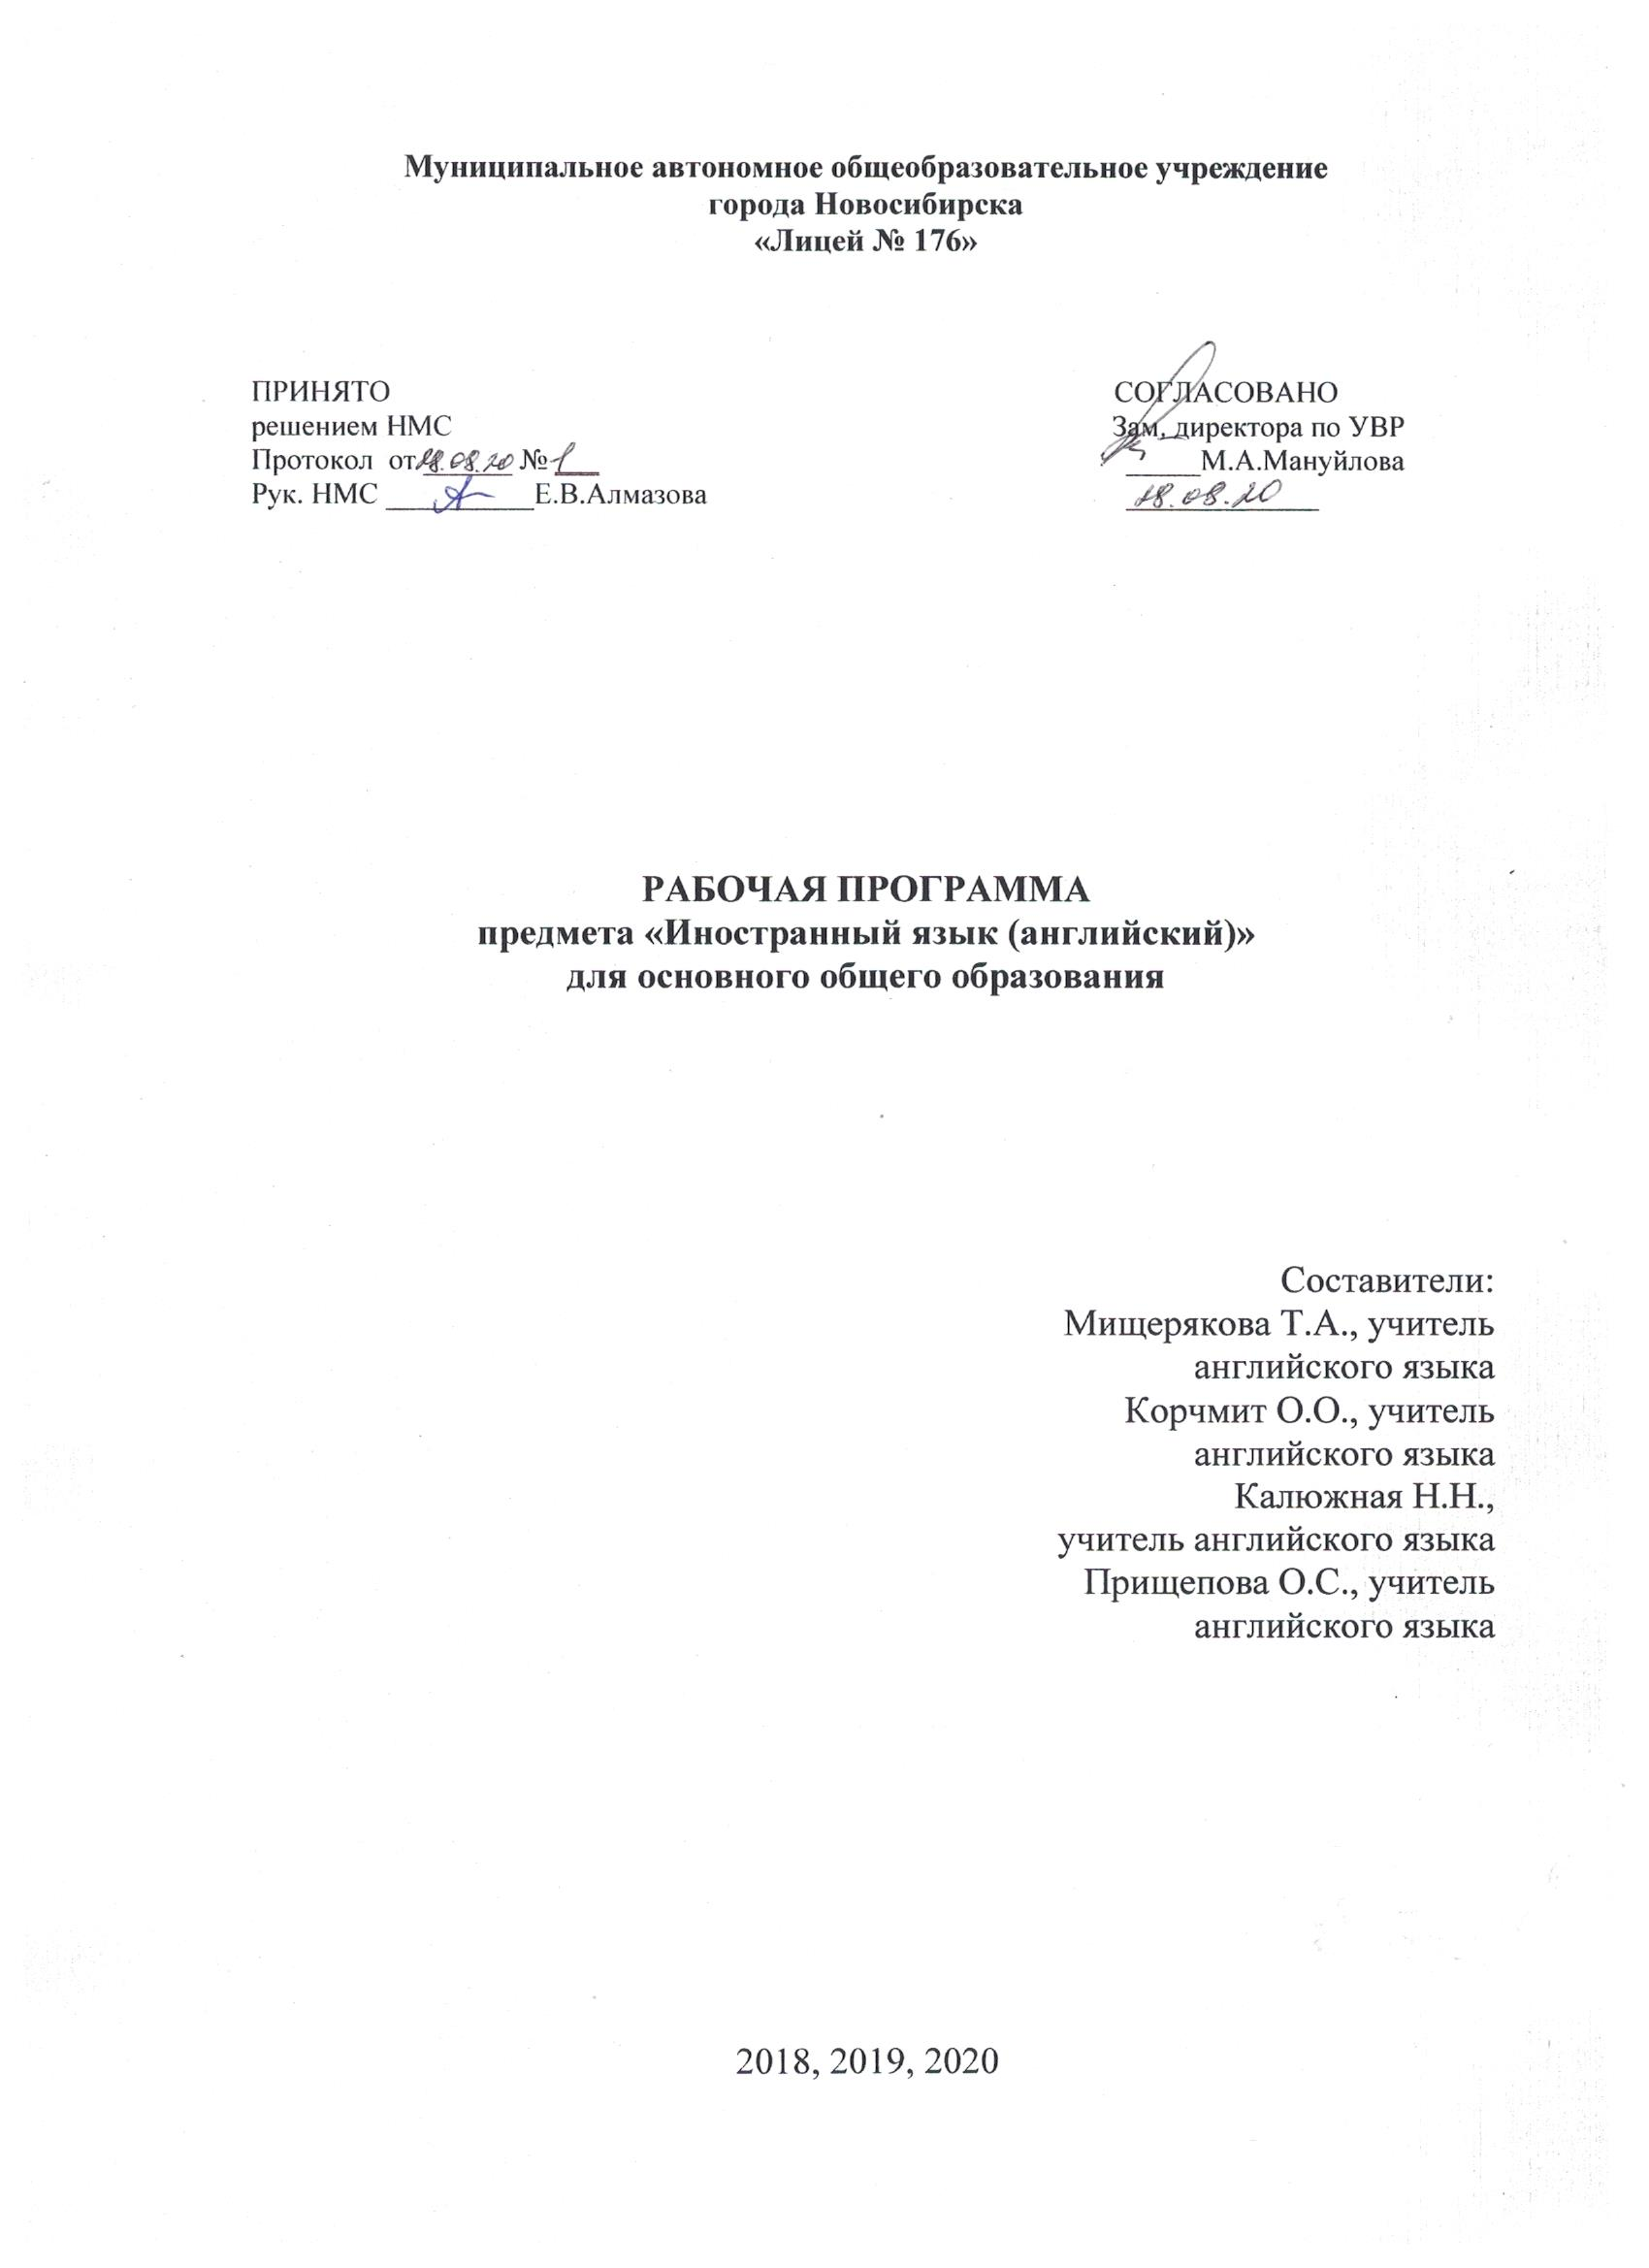 Муниципальное автономное общеобразовательное учреждение
города Новосибирска
«Лицей № 176»
ПРИНЯТО
решением НМС
Протокол от 28.08.20 № 1
Рук. НМС ____________Е.В.Алмазова
СОГЛАСОВАНО
Зам. директора по УВР
______М.А.Мануйлова
28.08.20
РАБОЧАЯ ПРОГРАММА
предмета «Иностранный язык (английский)»
для основного общего образования
Составители:
Мищерякова Т.А., учитель
английского языка
Корчмит О.О., учитель
английского языка
Калюжная Н.Н.,
учитель английского языка
Прищепова О.С., учитель
английского языка
2018, 2019, 2020